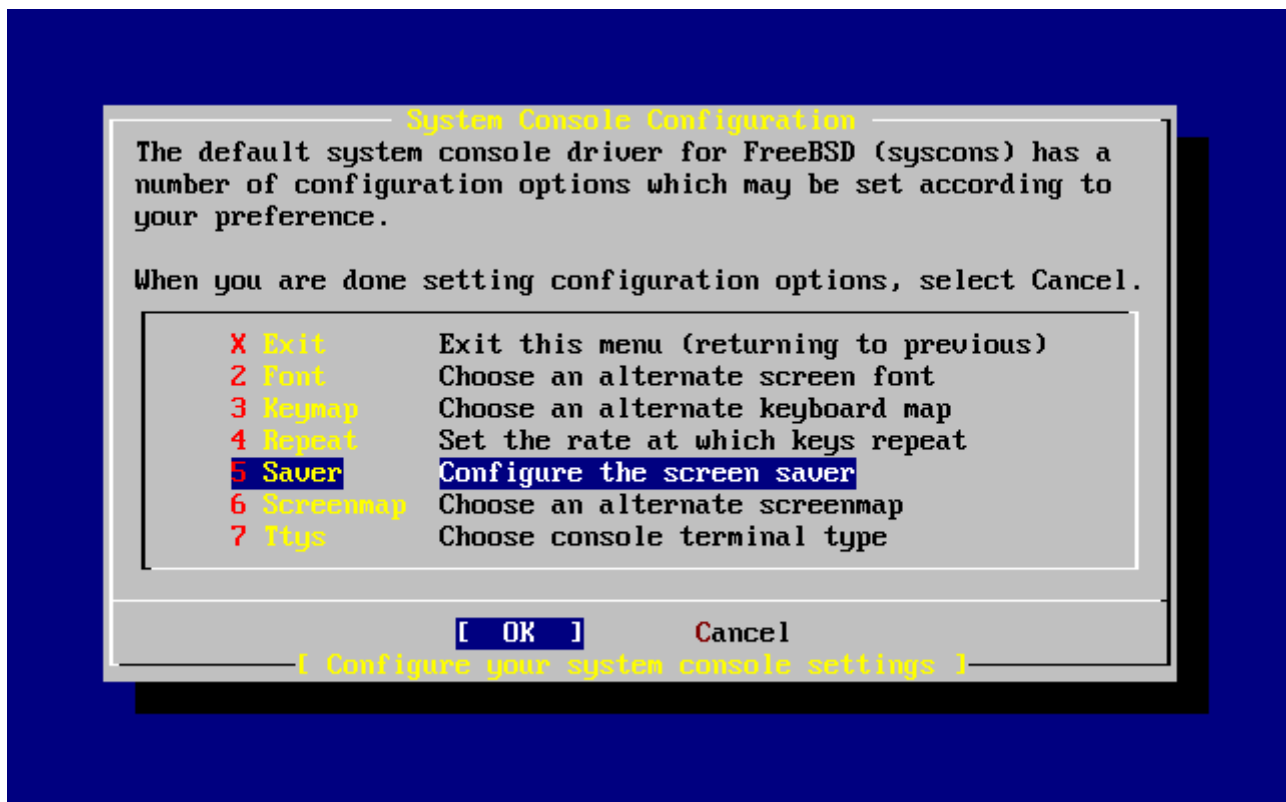 System Console Configuration
The default system console driver for FreeBSD (syscons) has a
number of configuration options which may be set according to
your preference.
When you are done setting configuration options, select Cancel.
X Exit Exit this menu (returning to previous)
2 Font Choose an alternate screen font
3 Keymap Choose an alternate keyboard map
4 Repeat Set the rate at which keys repeat
5 Saver Configure the screen saver
6 Screenmap Choose an alternate screenmap
7 Ttys Choose console terminal type
[ OK ] Cancel
[ Configure your system console settings ]